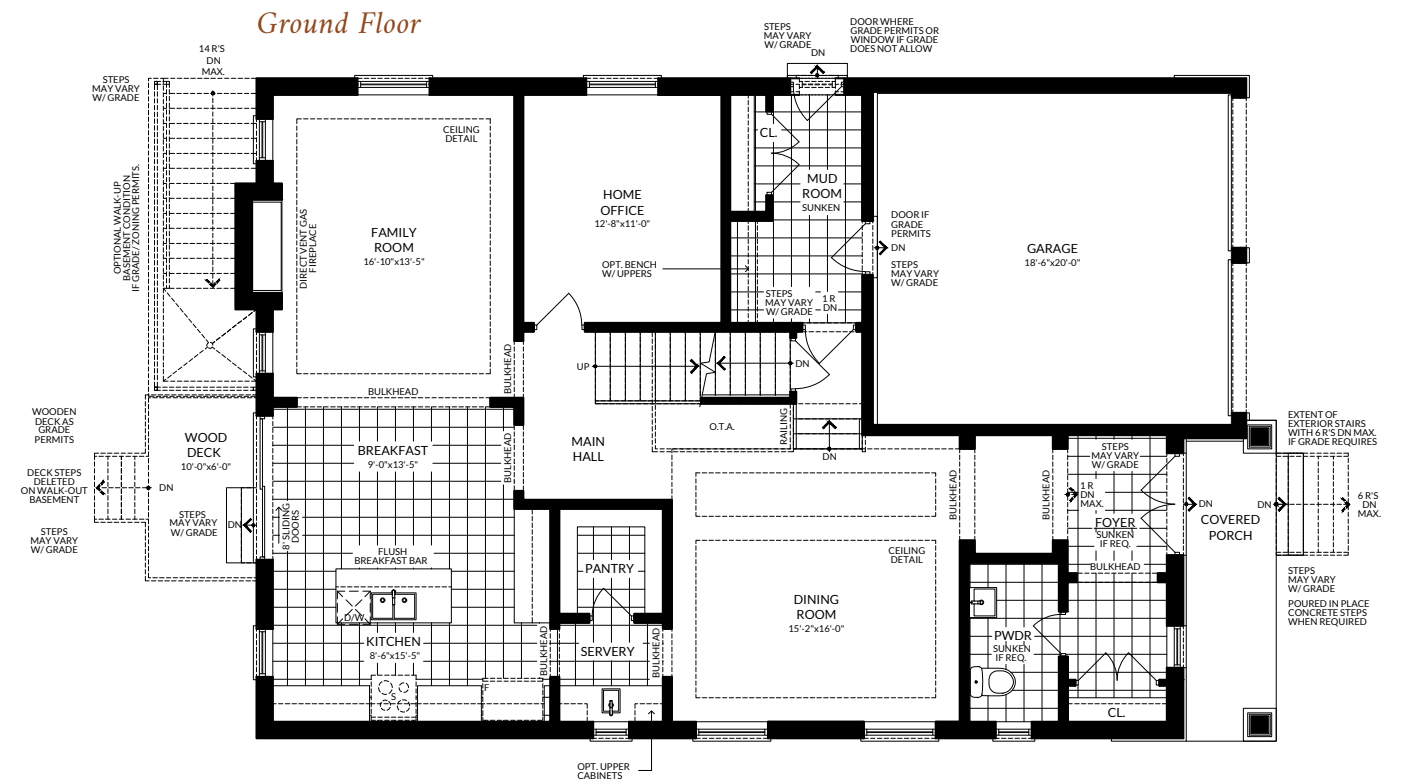 Ground Floor
14 R'S
DN
MAX.
STEPS
MAY VARY
W/ GRADE
STEPS
MAY VARY
W/ GRADE
DN
DOOR WHERE
GRADE PERMITS OR
WINDOW IF GRADE
DOES NOT ALLOW
OPTIONAL WALK-UP
BASEMENT CONDITION
IF GRADE/ZONING PERMITS.
CEILING
DETAIL
DIRECT VENT GAS
FIREPLACE
FAMILY
ROOM
16'-10"x13'-5"
HOME
OFFICE
12'-8"x11'-0"
CL.
MUD
ROOM
SUNKEN
OPT. BENCH
W/ UPPERS
STEPS
MAY VARY
W/ GRADE
1 R
DN
DOOR IF
GRADE
PERMITS
DN
STEPS
MAY VARY
W/ GRADE
GARAGE
18'-6"x20'-0"
BULKHEAD
BULKHEAD
UP
DN
O.T.A.
RAILING
DN
MAIN
HALL
WOODEN
DECK AS
GRADE
PERMITS
DECK STEPS
DELETED
ON WALK-OUT
BASEMENT
STEPS
MAY VARY
W/ GRADE
WOOD
DECK
10'-0"x6'-0"
DN
STEPS
MAY VARY
W/ GRADE
DN
8' SLIDING
DOORS
BREAKFAST
9'-0"x13'-5"
BULKHEAD
FLUSH
BREAKFAST BAR
D/W
KITCHEN
8'-6"x15'-5"
S
F
BULKHEAD
PANTRY
SERVERY
BULKHEAD
OPT. UPPER
CABINETS
CEILING
DETAIL
DINING
ROOM
15'-2"x16'-0"
BULKHEAD
BULKHEAD
STEPS
MAY VARY
W/ GRADE
1 R
DN
MAX.
FOYER
SUNKEN
IF REQ.
BULKHEAD
PWDR
SUNKEN
IF REQ.
CL.
DN
COVERED
PORCH
DN
EXTENT OF
EXTERIOR STAIRS
WITH 6 R'S DN MAX.
IF GRADE REQUIRES
6 R'S
DN
MAX.
STEPS
MAY VARY
W/ GRADE
POURED IN PLACE
CONCRETE STEPS
WHEN REQUIRED